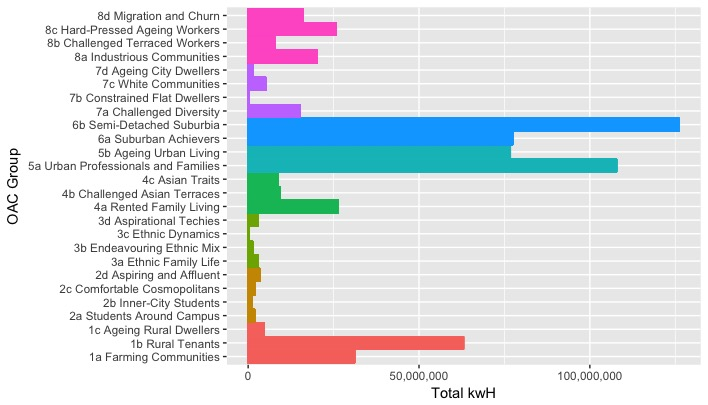 8d Migration and Churn
8c Hard-Pressed Ageing Workers
8b Challenged Terraced Workers
8a Industrious Communities
7d Ageing City Dwellers
7c White Communities
7b Constrained Flat Dwellers
7a Challenged Diversity
6b Semi-Detached Suburbia
6a Suburban Achievers
5b Ageing Urban Living
5a Urban Professionals and Families
4c Asian Traits
4b Challenged Asian Terraces
4a Rented Family Living
3d Aspirational Techies
3c Ethnic Dynamics
3b Endeavouring Ethnic Mix
3a Ethnic Family Life
2d Aspiring and Affluent
2c Comfortable Cosmopolitans
2b Inner-City Students
2a Students Around Campus
1c Ageing Rural Dwellers
1b Rural Tenants
1a Farming Communities
OAC Group
0 50,000,000 100,000,000
Total kwH